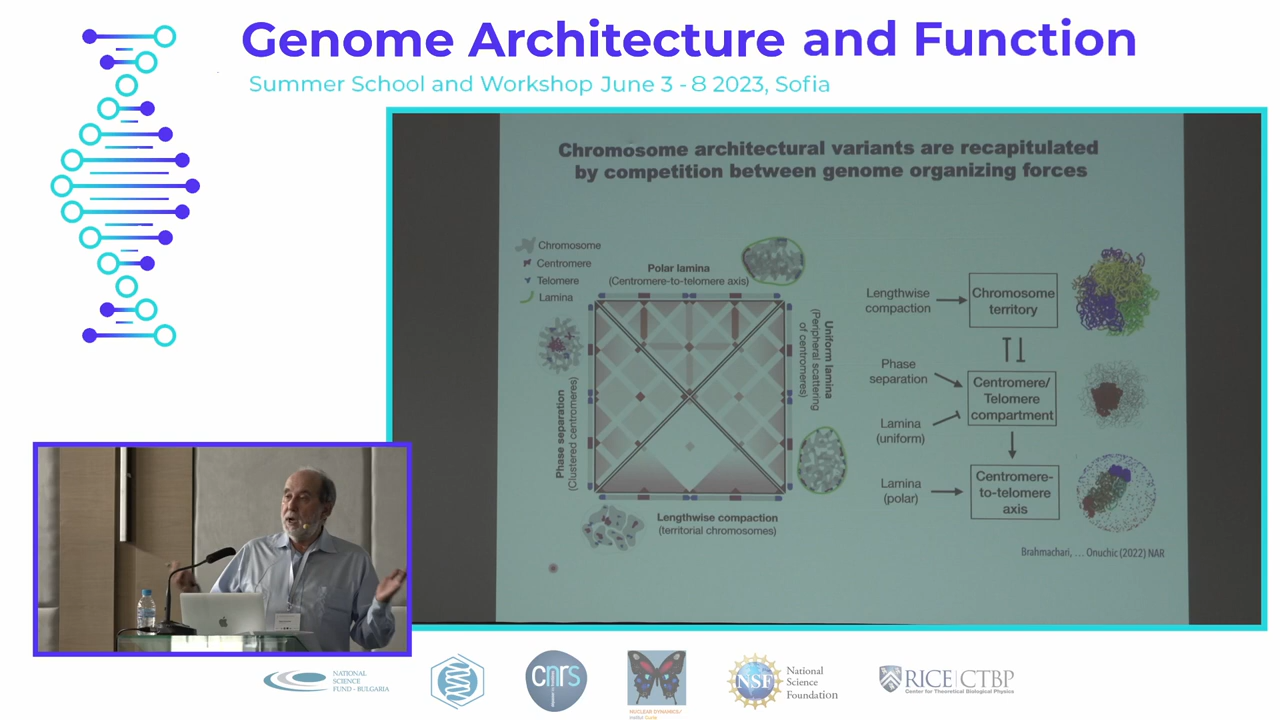 Genome Architecture and Function
Summer School and Workshop June 3 - 8 2023, Sofia
Chromosome architectural variants are recapitulated
by competition between genome organizing forces
Chromosome
Centromere
Telomere
Lamina
Polar lamina
(Centromere-to-telomere axis)
Uniform lamina
(Peripheral scattering
of centromeres)
Phase separation
(Clustered centromeres)
Lengthwise compaction
(territorial chromosomes)
Lengthwise
compaction
Chromosome
territory
Phase
separation
Centromere/
Telomere
compartment
Lamina
(uniform)
Lamina
(polar)
Centromere-
to-telomere
axis
Brahmachari, ... Onuchic (2022) NAR
NATIONAL
SCIENCE
FUND - BULGARIA
cnrs
NUCLEAR DYNAMICS/
Institut Curie
NSF
National
Science
Foundation
RICE | CTBP
Center for Theoretical Biological Physics